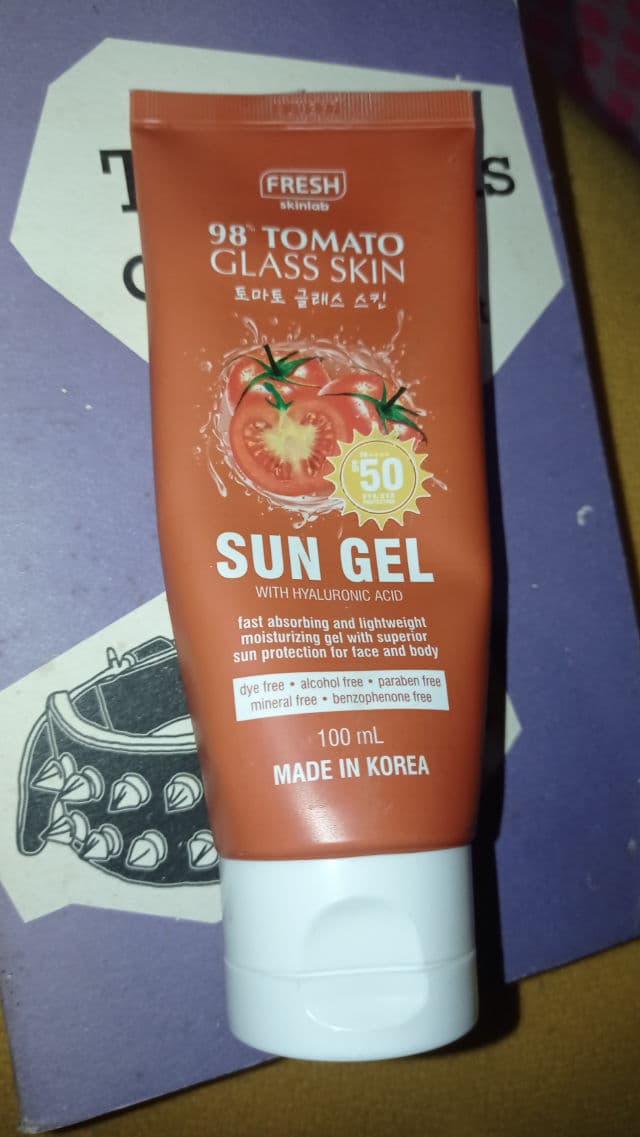 FRESH
skinlab
98% TOMATO
GLASS SKIN
토마토 글래스 스킨
50
SUN GEL
WITH HYALURONIC ACID
fast absorbing and lightweight
moisturizing gel with superior
sun protection for face and body
dye free • alcohol free • paraben free
mineral free • benzophenone free
100 mL
MADE IN KOREA